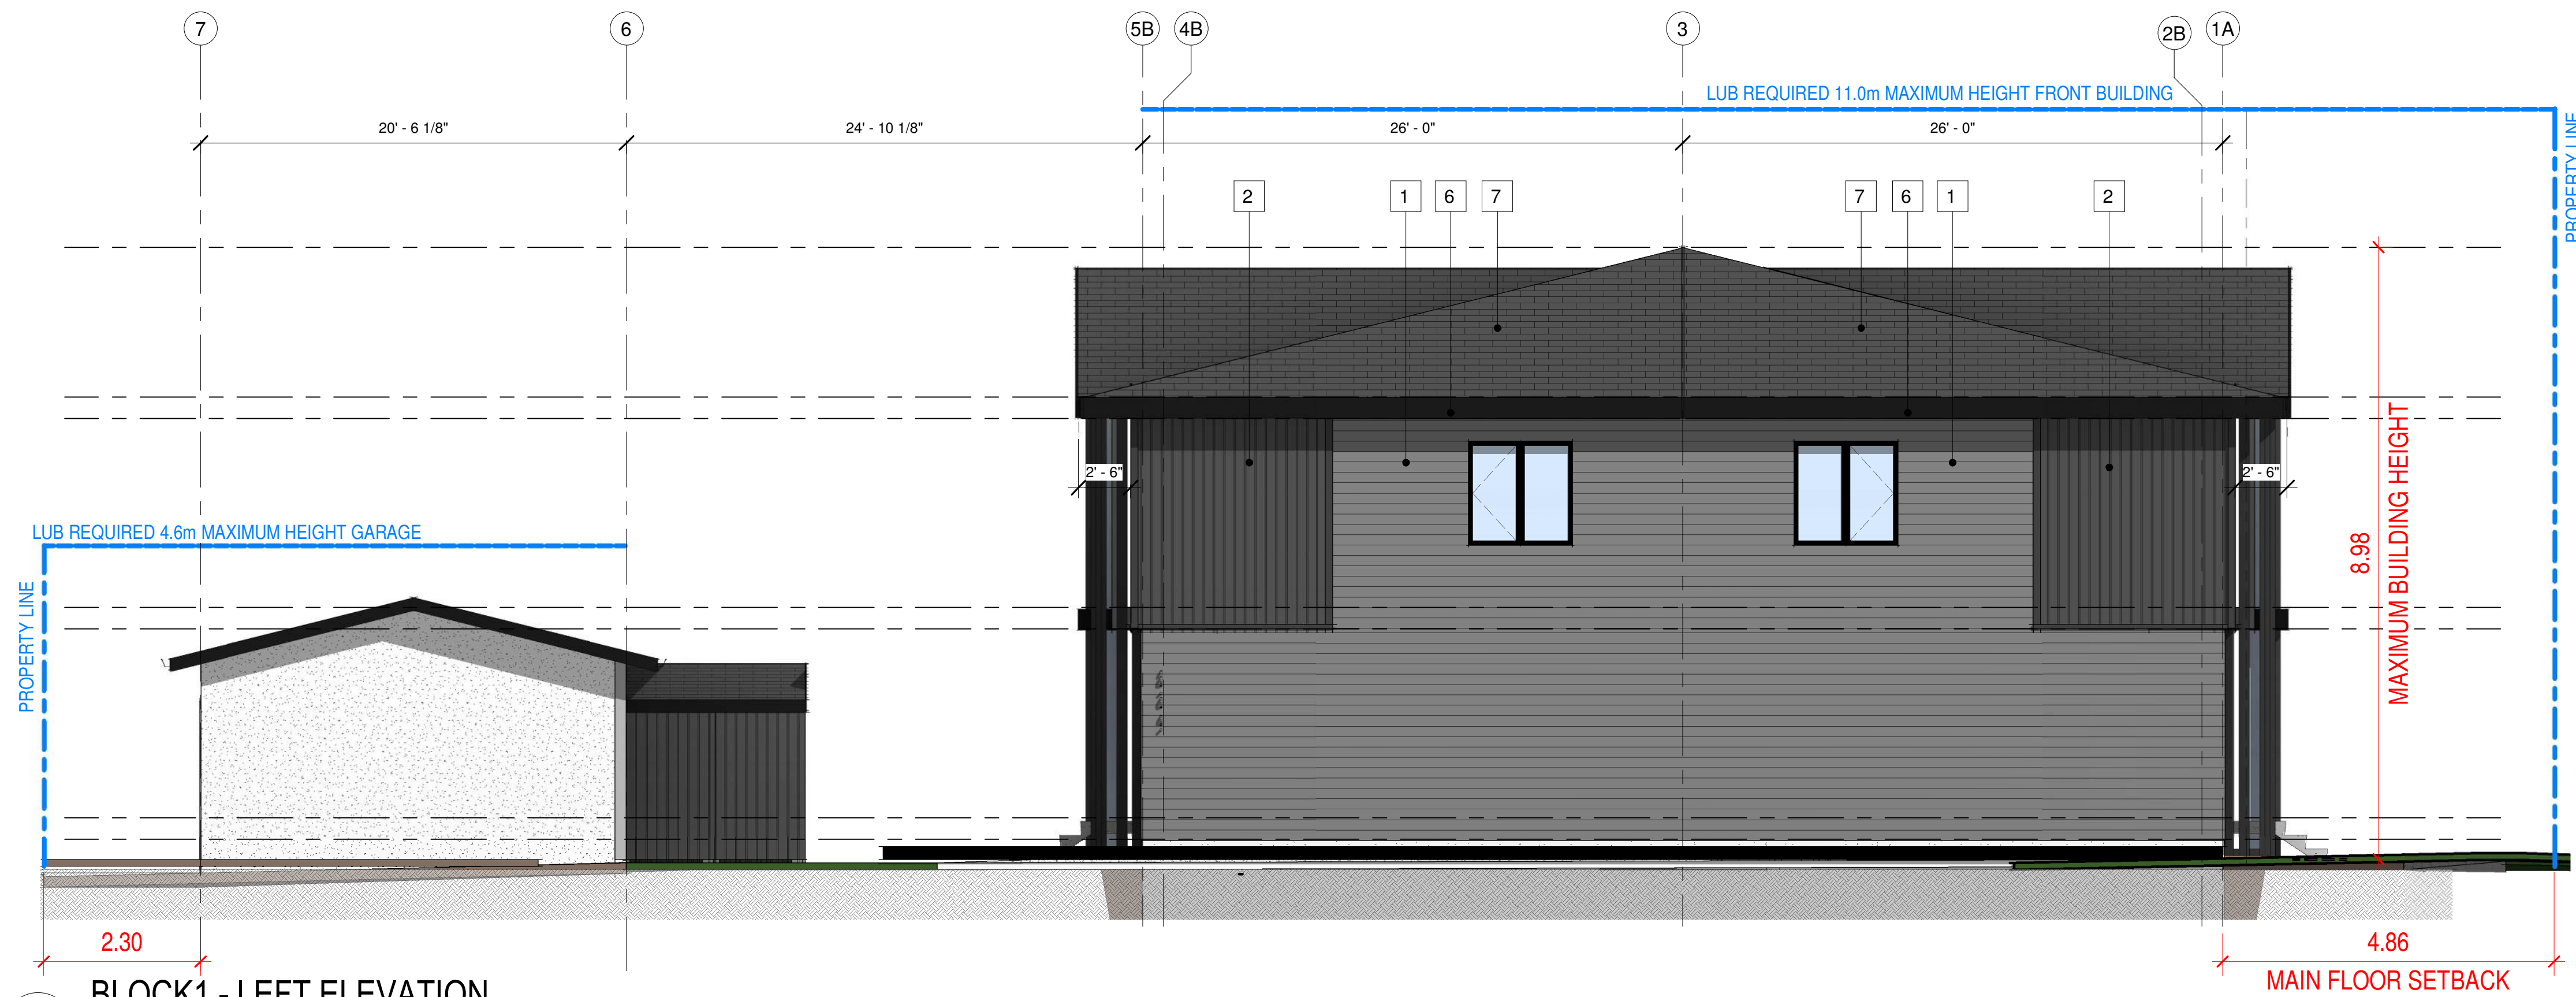 7
6
5B
4B
3
2B
1A
LUB REQUIRED 11.0m MAXIMUM HEIGHT FRONT BUILDING
20' - 6 1/8"
24' - 10 1/8"
26' - 0"
26' - 0"
PROPERTY LINE
2
1
6
7
7
6
1
2
2' - 6"
2' - 6"
8.98
MAXIMUM BUILDING HEIGHT
LUB REQUIRED 4.6m MAXIMUM HEIGHT GARAGE
PROPERTY LINE
2.30
4.86
MAIN FLOOR SETBACK
BLOCK1 - LEFT ELEVATION